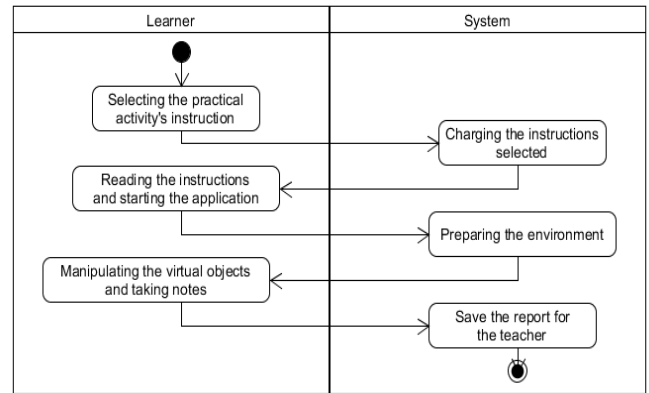 Learner
System
Selecting the practical
activity's instruction
Charging the instructions
selected
Reading the instructions
and starting the application
Preparing the environment
Manipulating the virtual objects
and taking notes
Save the report for
the teacher